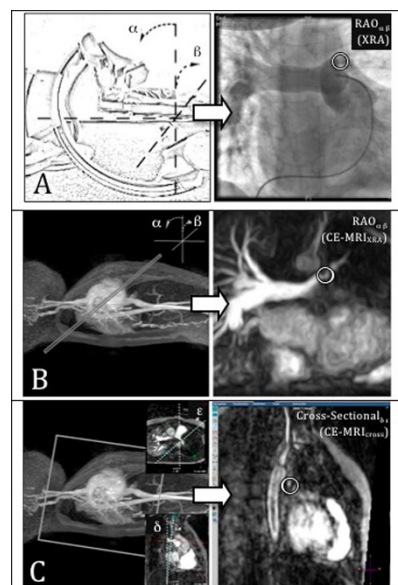 α
β
A
RAOαβ
(XRA)
α
β
B
RAOαβ
(CE-MRIXRA)
ε
δ
C
Cross-Sectionalδε
(CE-MRIcross)